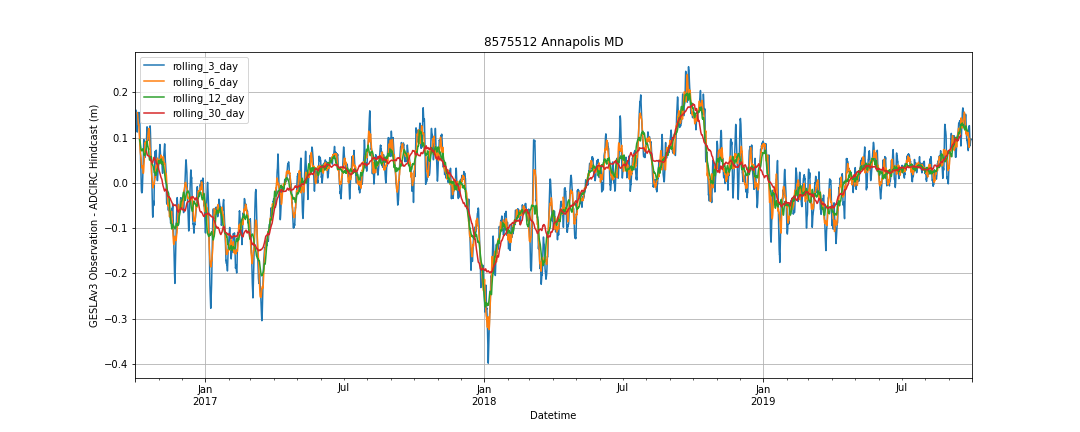 8575512 Annapolis MD
rolling_3_day
rolling_6_day
rolling_12_day
rolling_30_day
GESLAv3 Observation - ADCIRC Hindcast (m)
0.2
0.1
0.0
−0.1
−0.2
−0.3
−0.4
Jan Jul Jan Jul Jan Jul
2017 2018 2019
Datetime